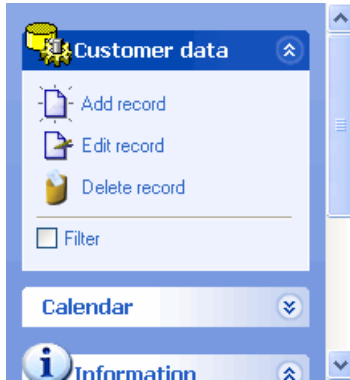 Customer data
Add record
Edit record
Delete record
Filter
Calendar
Information